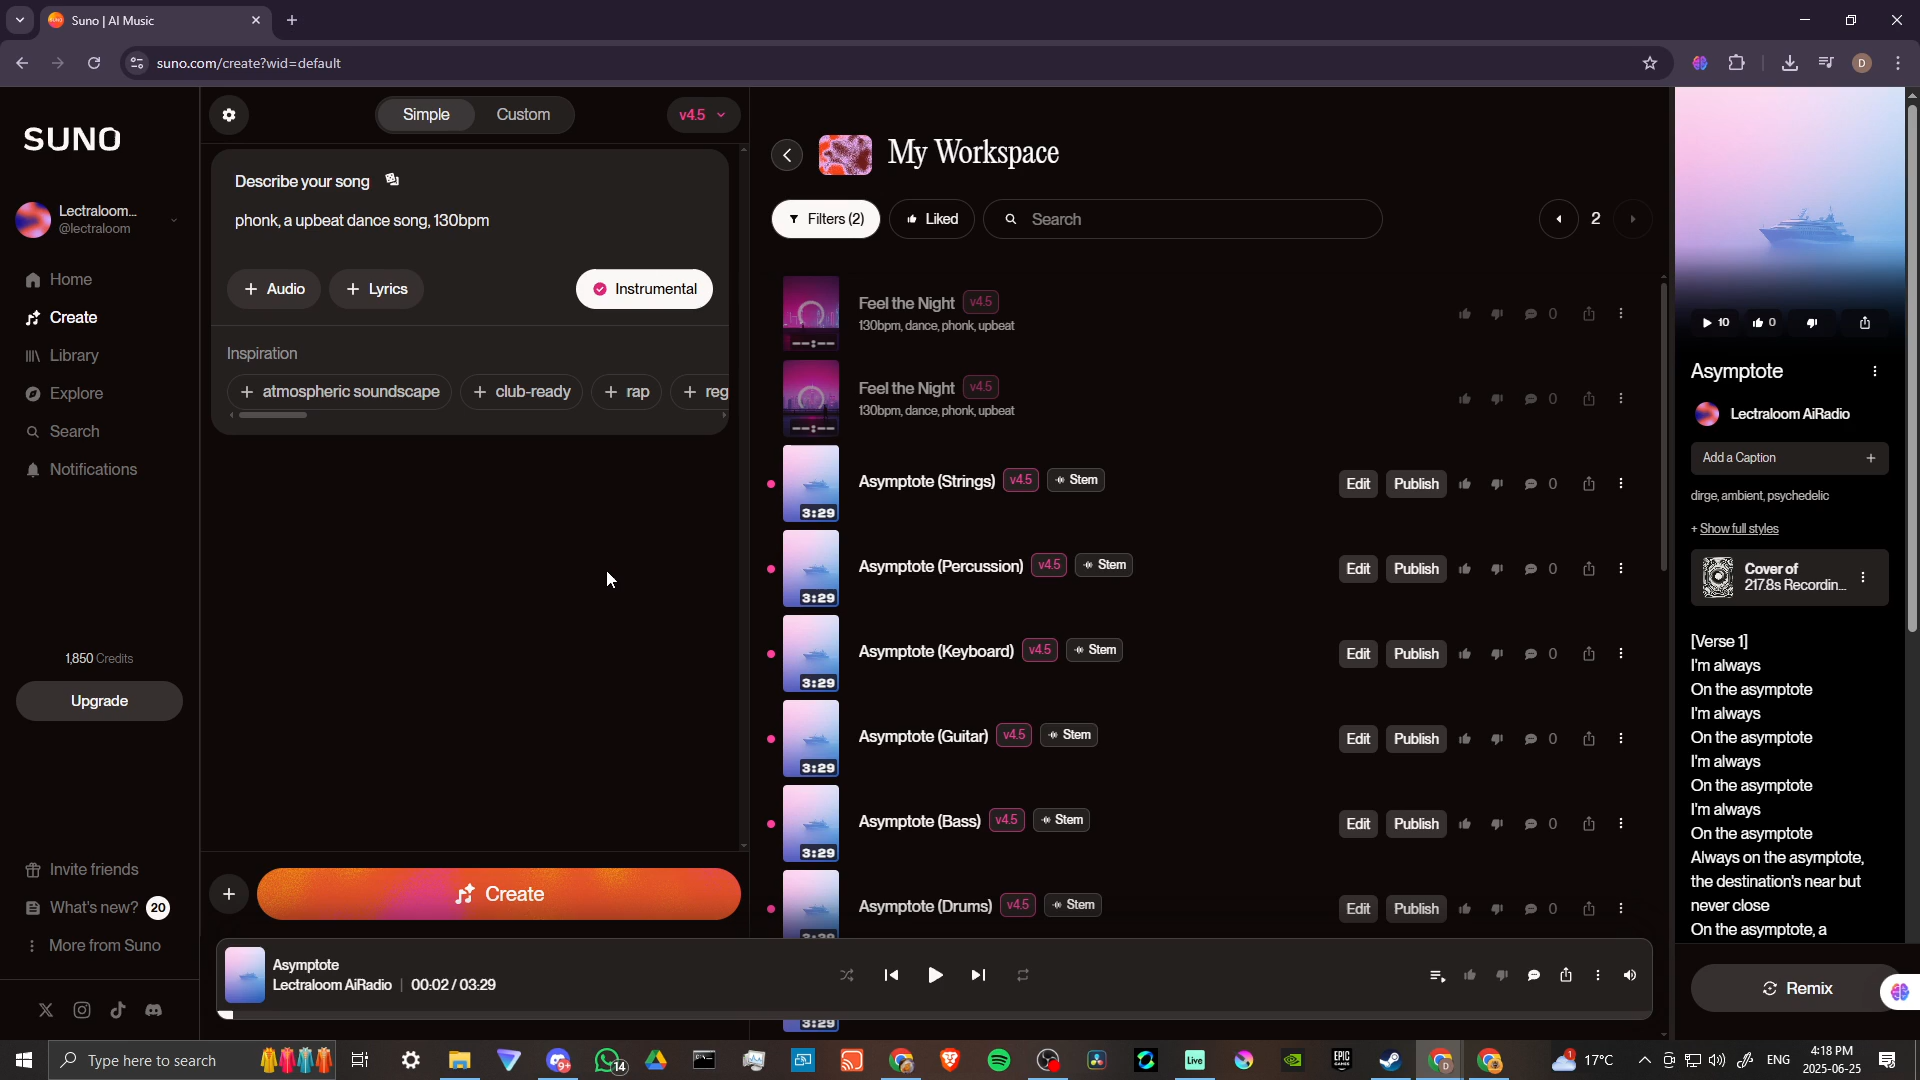 Suno | AI Music
suno.com/create?wid=default
D
SUNO
Lectraloom...
@lectraloom
Home
Create
Library
Explore
Search
Notifications
1,850 Credits
Upgrade
Invite friends
What's new? 20
More from Suno
Simple
Custom
v4.5
Describe your song
phonk, a upbeat dance song, 130bpm
Audio
Lyrics
Instrumental
Inspiration
atmospheric soundscape
club-ready
rap
reg
Create
My Workspace
Filters (2)
Liked
Search
2
Feel the Night v4.5
130bpm, dance, phonk, upbeat
--:--
0
Feel the Night v4.5
130bpm, dance, phonk, upbeat
--:--
0
Asymptote (Strings) v4.5 Stem
3:29
Edit Publish 0
Asymptote (Percussion) v4.5 Stem
3:29
Edit Publish 0
Asymptote (Keyboard) v4.5 Stem
3:29
Edit Publish 0
Asymptote (Guitar) v4.5 Stem
3:29
Edit Publish 0
Asymptote (Bass) v4.5 Stem
3:29
Edit Publish 0
Asymptote (Drums) v4.5 Stem
3:29
Edit Publish 0
3:29
Asymptote
Lectraloom AiRadio | 00:02 / 03:29
10
0
Asymptote
Lectraloom AiRadio
Add a Caption
dirge, ambient, psychedelic
+ Show full styles
Cover of
217.8s Recordin...
[Verse 1]
I'm always
On the asymptote
I'm always
On the asymptote
I'm always
On the asymptote
I'm always
On the asymptote
Always on the asymptote,
the destination's near but
never close
On the asymptote, a
Remix
Type here to search
9+
14
Live
EPIC
GAMES
D
1
17°C
ENG
4:18 PM
2025-06-25